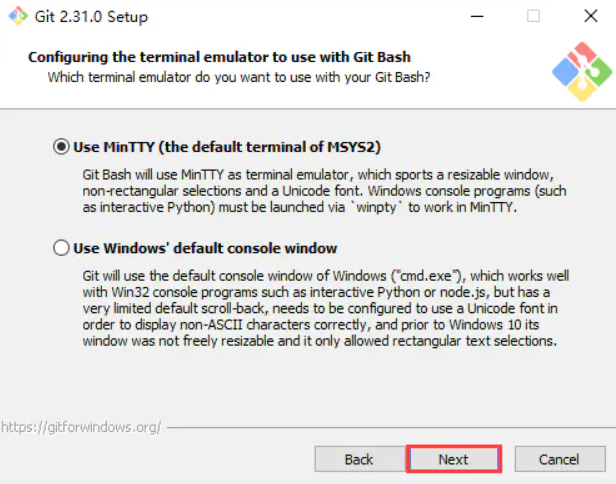 Git 2.31.0 Setup
Configuring the terminal emulator to use with Git Bash
Which terminal emulator do you want to use with your Git Bash?
Use MinTTY (the default terminal of MSYS2)
Git Bash will use MinTTY as terminal emulator, which sports a resizable window,
non-rectangular selections and a Unicode font. Windows console programs (such
as interactive Python) must be launched via `winpty` to work in MinTTY.
Use Windows' default console window
Git will use the default console window of Windows ("cmd.exe"), which works well
with Win32 console programs such as interactive Python or node.js, but has a
very limited default scroll-back, needs to be configured to use a Unicode font in
order to display non-ASCII characters correctly, and prior to Windows 10 its
window was not freely resizable and it only allowed rectangular text selections.
https://gitforwindows.org/
Back Next Cancel